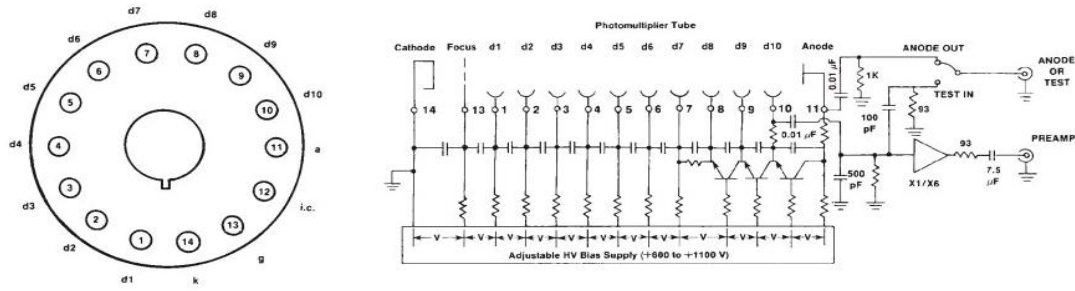 d7
d8
d6
d9
d5
d10
d4
a
d3
i.c.
d2
g
d1
k
7
8
6
9
5
10
4
11
3
12
2
13
1
14
Photomultiplier Tube
Cathode Focus d1 d2 d3 d4 d5 d6 d7 d8 d9 d10 Anode
14 13 1 2 3 4 5 6 7 8 9 10 11
0.01 µF
0.01 µF
1K
ANODE OUT
TEST IN
ANODE
OR
TEST
100
pF
93
PREAMP
93
7.5
µF
500
pF
X1/X6
V V V V V V V V V V V V
Adjustable HV Bias Supply (+600 to +1100 V)